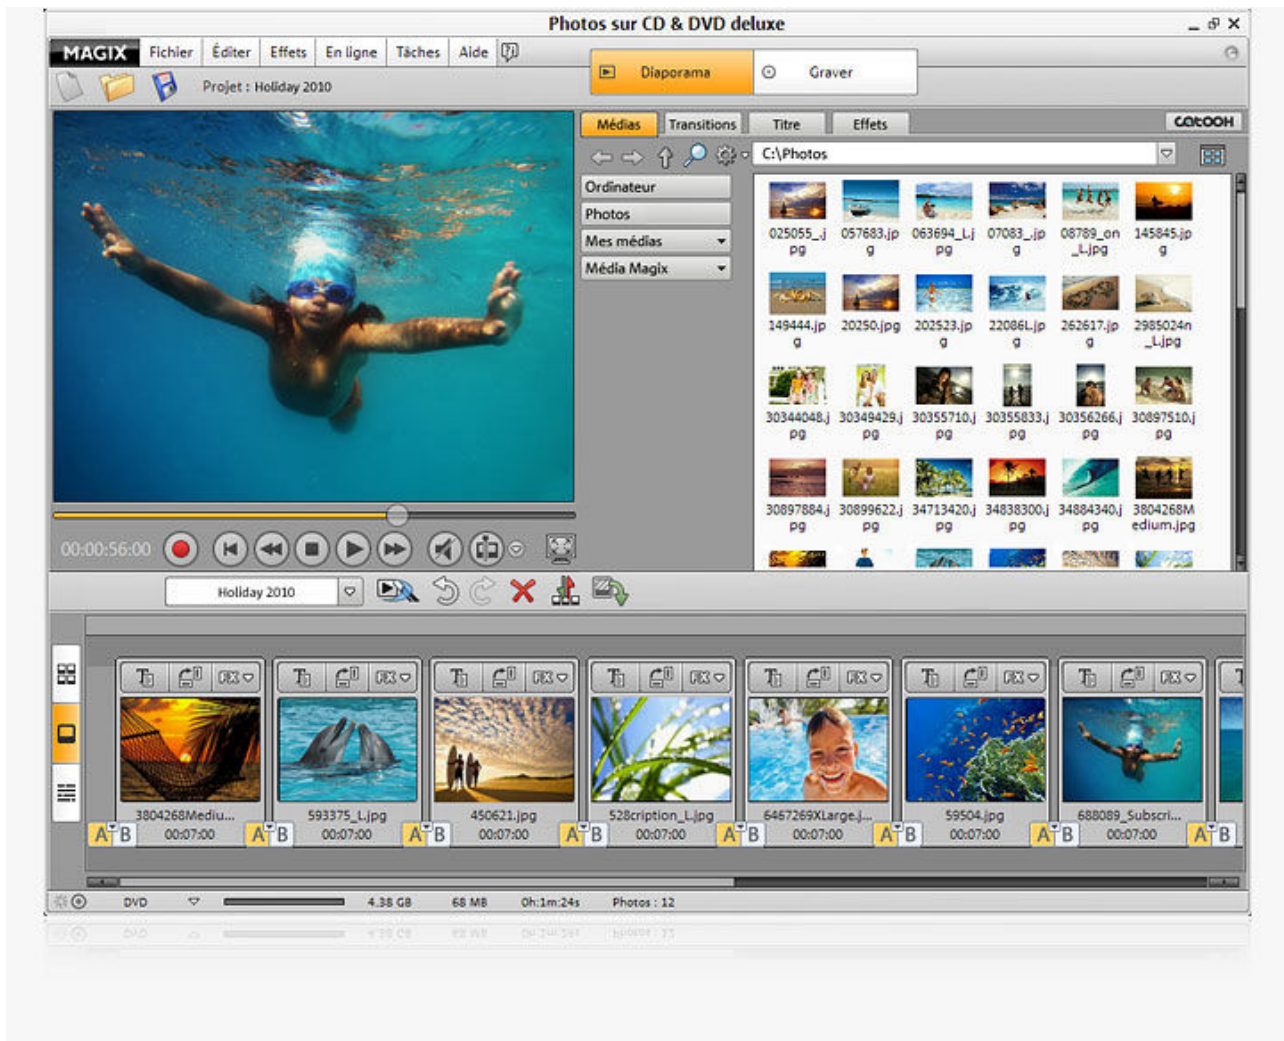 Photos sur CD & DVD deluxe
MAGIX Fichier Éditer Effets En ligne Tâches Aide
Diaporama Graver
Projet : Holiday 2010
Médias Transitions Titre Effets CATOOH
C:\Photos
Ordinateur
Photos
Mes médias
Média Magix
025055_.j 057683.jp 063694_L.j 07083_.jp 08789_on 145845.jp
pg g pg g _L.jpg g
149444.jp 20250.jpg 202523.jp 22086L.jp 262617.jp 2985024n
g g g g _L.jpg
30344048.j 30349429.j 30355710.j 30355833.j 30356266.j 30897510.j
pg pg pg pg pg pg
30897884.j 30899622.j 34713420.j 34838300.j 34884340.j 3804268M
pg pg pg pg pg edium.jpg
00:00:56:00
Holiday 2010
3804268Mediu... 593375_L.jpg 450621.jpg 528cription_L.jpg 6467269XLarge.j... 59504.jpg 688089_Subscri...
A B 00:07:00 A B 00:07:00 A B 00:07:00 A B 00:07:00 A B 00:07:00 A B 00:07:00 A B 00:07:00 A B
DVD 4.38 GB 68 MB 0h:1m:24s Photos : 12